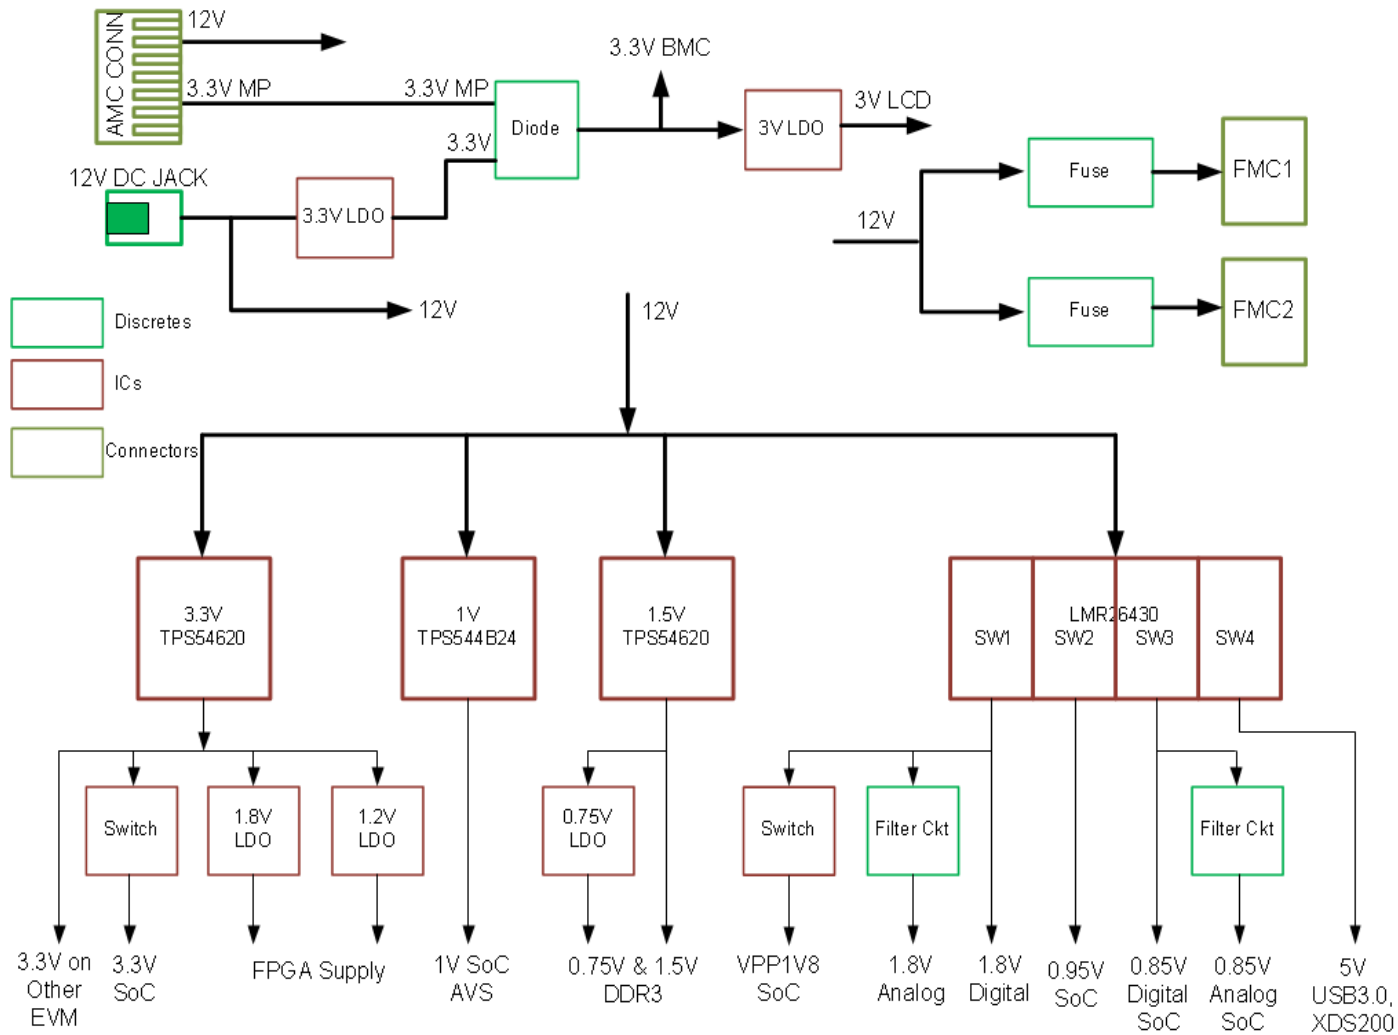 AMC CONN
12V
3.3V MP
3.3V MP
3.3V
Diode
3.3V BMC
3V LDO
3V LCD
12V DC JACK
3.3V LDO
12V
12V
Fuse
FMC1
Fuse
FMC2
Discretes
ICs
Connectors
12V
3.3V
TPS54620
1V
TPS544B24
1.5V
TPS54620
LMR26430
SW1
SW2
SW3
SW4
Switch
1.8V
LDO
1.2V
LDO
0.75V
LDO
Switch
Filter Ckt
Filter Ckt
3.3V on
Other
EVM
3.3V
SoC
FPGA Supply
1V SoC
AVS
0.75V & 1.5V
DDR3
VPP1V8
SoC
1.8V
Analog
1.8V
Digital
0.95V
SoC
0.85V
Digital
SoC
0.85V
Analog
SoC
5V
USB3.0,
XDS200